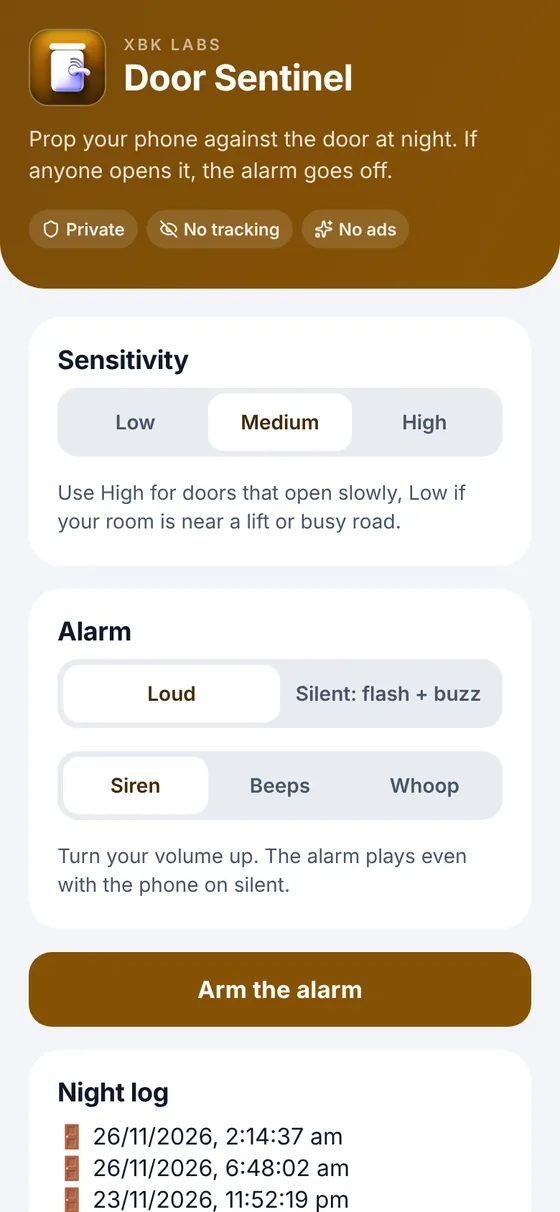 XBK LABS
Door Sentinel
Prop your phone against the door at night. If
anyone opens it, the alarm goes off.
Private
No tracking
No ads
Sensitivity
Low
Medium
High
Use High for doors that open slowly, Low if
your room is near a lift or busy road.
Alarm
Loud
Silent: flash + buzz
Siren
Beeps
Whoop
Turn your volume up. The alarm plays even
with the phone on silent.
Arm the alarm
Night log
26/11/2026, 2:14:37 am
26/11/2026, 6:48:02 am
23/11/2026, 11:52:19 pm